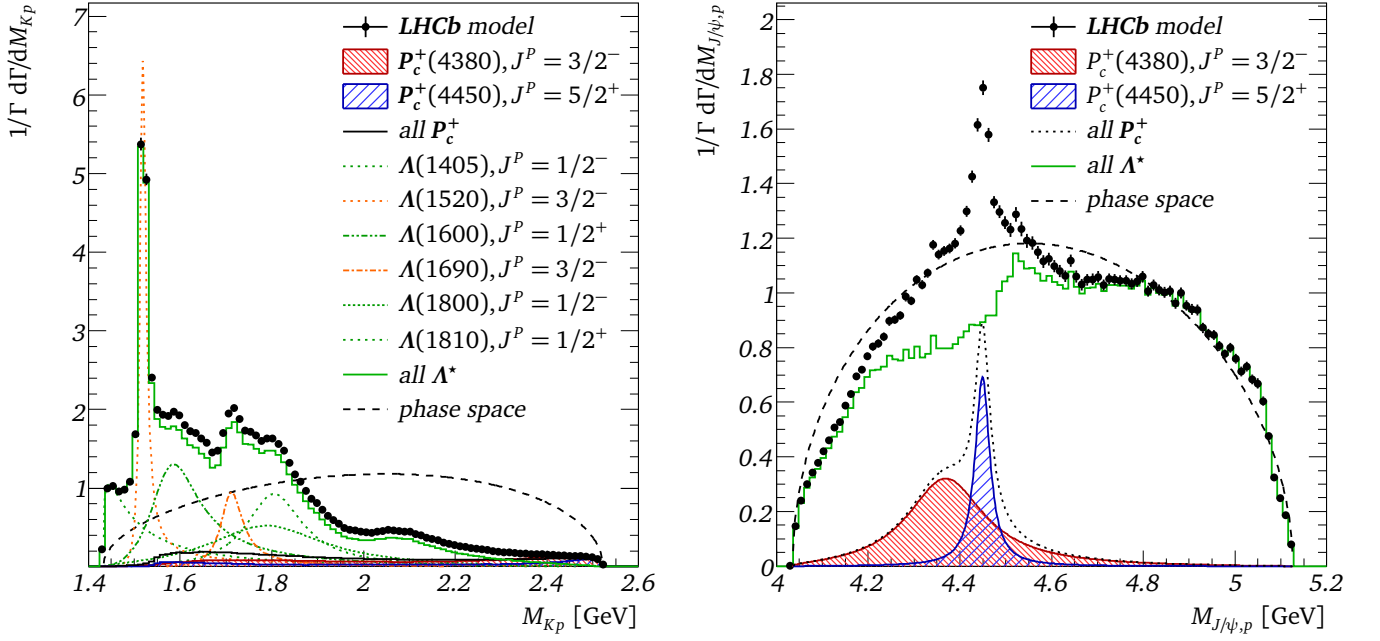 1/Γ dΓ/dM_{Kp}
7
6
5
4
3
2
1
1.4
1.6
1.8
2
2.2
2.4
2.6
M_{Kp} [GeV]
LHCb model
P_c^+(4380), J^P = 3/2^-
P_c^+(4450), J^P = 5/2^+
all P_c^+
Λ(1405), J^P = 1/2^-
Λ(1520), J^P = 3/2^-
Λ(1600), J^P = 1/2^+
Λ(1690), J^P = 3/2^-
Λ(1800), J^P = 1/2^-
Λ(1810), J^P = 1/2^+
all Λ*
phase space
1/Γ dΓ/dM_{J/ψ,p}
2
1.8
1.6
1.4
1.2
1
0.8
0.6
0.4
0.2
0
4
4.2
4.4
4.6
4.8
5
5.2
M_{J/ψ,p} [GeV]
LHCb model
P_c^+(4380), J^P = 3/2^-
P_c^+(4450), J^P = 5/2^+
all P_c^+
all Λ*
phase space